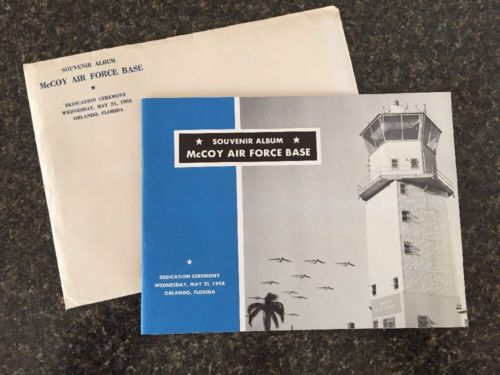 SOUVENIR ALBUM
McCOY AIR FORCE BASE
★
DEDICATION CEREMONY
WEDNESDAY, MAY 21, 1958
ORLANDO, FLORIDA
★ SOUVENIR ALBUM ★
McCOY AIR FORCE BASE
★
DEDICATION CEREMONY
WEDNESDAY, MAY 21, 1958
ORLANDO, FLORIDA